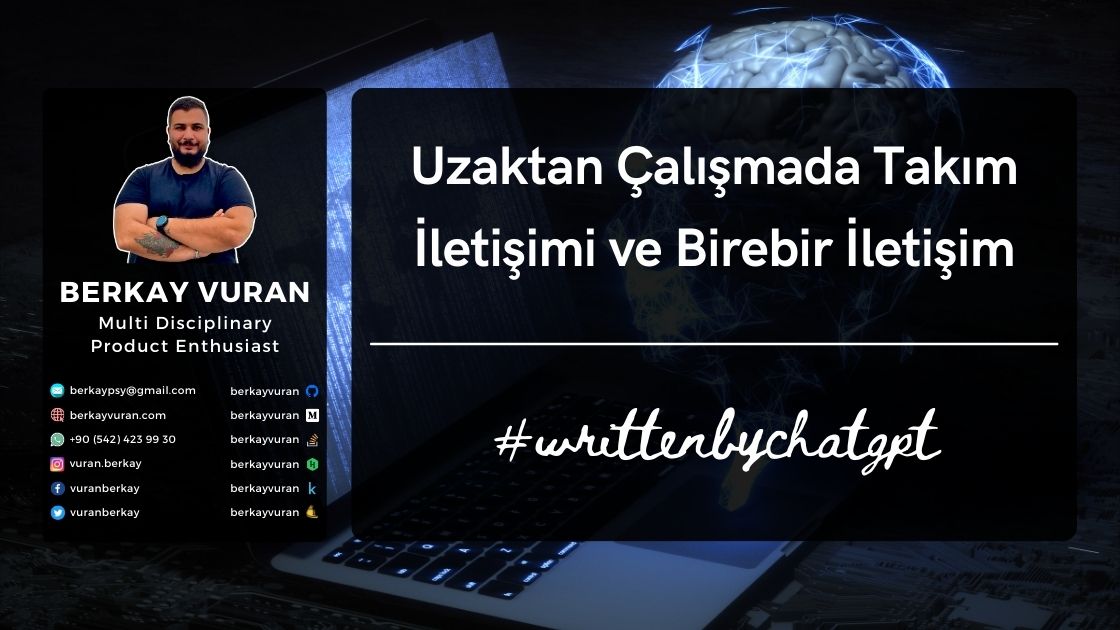 BERKAY VURAN
Multi Disciplinary
Product Enthusiast
berkaypsy@gmail.com
berkayvuran.com
+90 (542) 423 99 30
vuran.berkay
vuranberkay
vuranberkay
berkayvuran
berkayvuran
M
berkayvuran
berkayvuran
berkayvuran
k
berkayvuran
Uzaktan Çalışmada Takım
İletişimi ve Birebir İletişim
#writtenbychatgpt